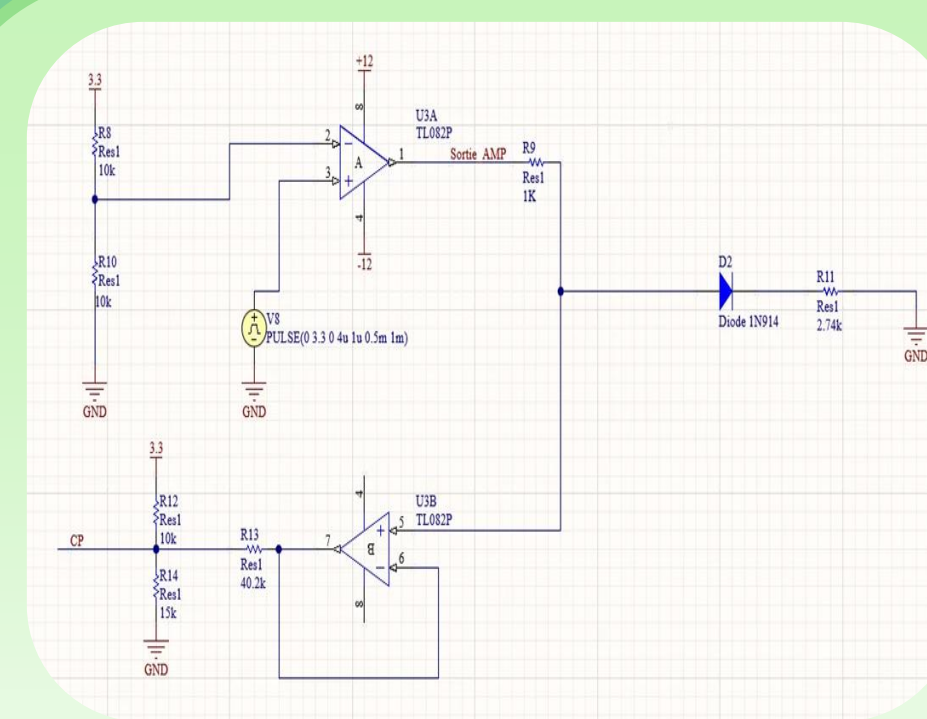 +12
3.3
8
R8
Res1
10k
U3A
TL082P
2
-
1
Sortie AMP
R9
Res1
1K
A
3
+
4
-12
R10
Res1
10k
D2
Diode 1N914
R11
Res1
2.74k
GND
V8
PULSE(0 3.3 0 4u 1u 0.5m 1m)
GND
GND
3.3
R12
Res1
10k
4
U3B
TL082P
+
5
CP
R13
Res1
40.2k
7
B
-
6
R14
Res1
15k
8
GND